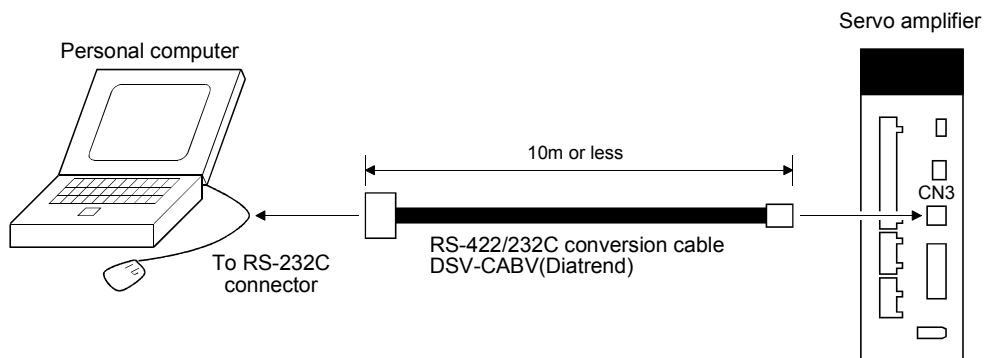 Servo amplifier
Personal computer
10m or less
CN3
RS-422/232C conversion cable
DSV-CABV(Diatrend)
To RS-232C
connector